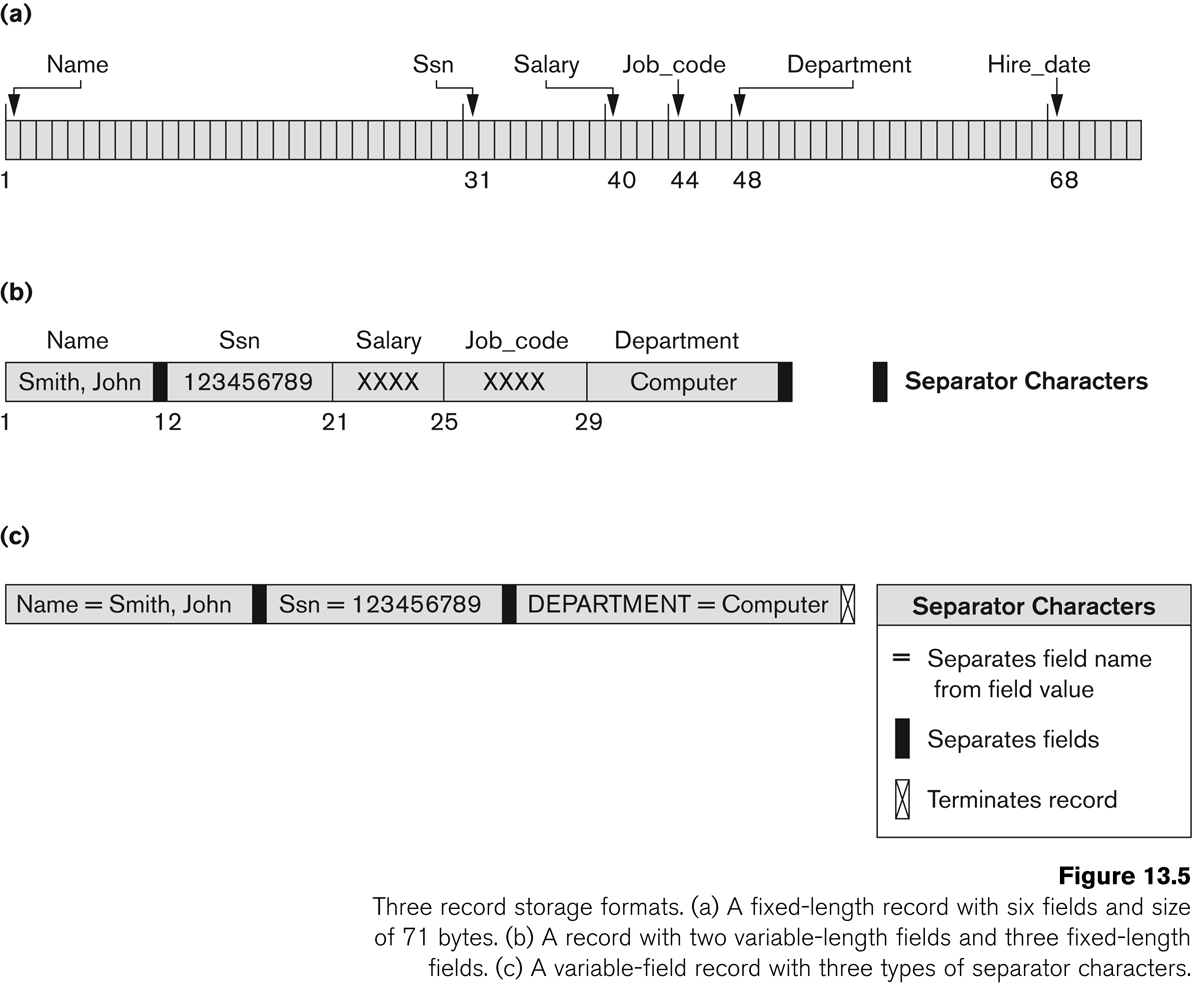 (a)
Name Ssn Salary Job_code Department Hire_date
1 31 40 44 48 68
(b)
Name Ssn Salary Job_code Department
Smith, John 123456789 XXXX XXXX Computer Separator Characters
1 12 21 25 29
(c)
Name = Smith, John Ssn = 123456789 DEPARTMENT = Computer
Separator Characters
= Separates field name
from field value
Separates fields
Terminates record
Figure 13.5
Three record storage formats. (a) A fixed-length record with six fields and size
of 71 bytes. (b) A record with two variable-length fields and three fixed-length
fields. (c) A variable-field record with three types of separator characters.